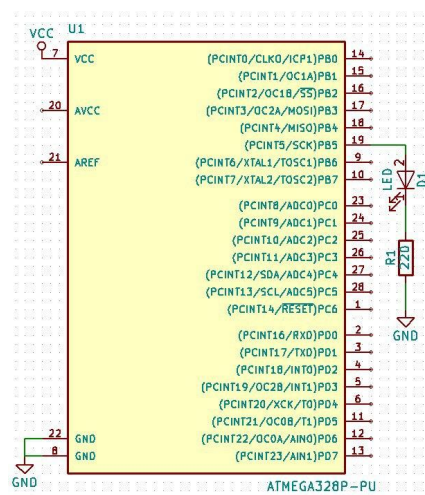 VCC
U1
7 VCC
20 AVCC
21 AREF
22 GND
8 GND
GND
(PCINT0/CLKO/ICP1)PB0 14
(PCINT1/OC1A)PB1 15
(PCINT2/OC1B/SS)PB2 16
(PCINT3/OC2A/MOSI)PB3 17
(PCINT4/MISO)PB4 18
(PCINT5/SCK)PB5 19
(PCINT6/XTAL1/TOSC1)PB6 9
(PCINT7/XTAL2/TOSC2)PB7 10
(PCINT8/ADC0)PC0 23
(PCINT9/ADC1)PC1 24
(PCINT10/ADC2)PC2 25
(PCINT11/ADC3)PC3 26
(PCINT12/SDA/ADC4)PC4 27
(PCINT13/SCL/ADC5)PC5 28
(PCINT14/RESET)PC6 1
(PCINT16/RXD)PD0 2
(PCINT17/TXD)PD1 3
(PCINT18/INT0)PD2 4
(PCINT19/OC2B/INT1)PD3 5
(PCINT20/XCK/T0)PD4 6
(PCINT21/OC0B/T1)PD5 11
(PCINT22/OC0A/AIN0)PD6 12
(PCINT23/AIN1)PD7 13
ATMEGA328P-PU
LED
2
1
D1
R1
220
GND